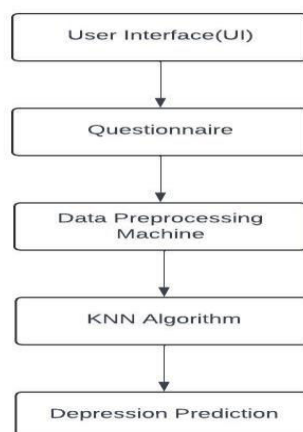 User Interface(UI)
Questionnaire
Data Preprocessing
Machine
KNN Algorithm
Depression Prediction